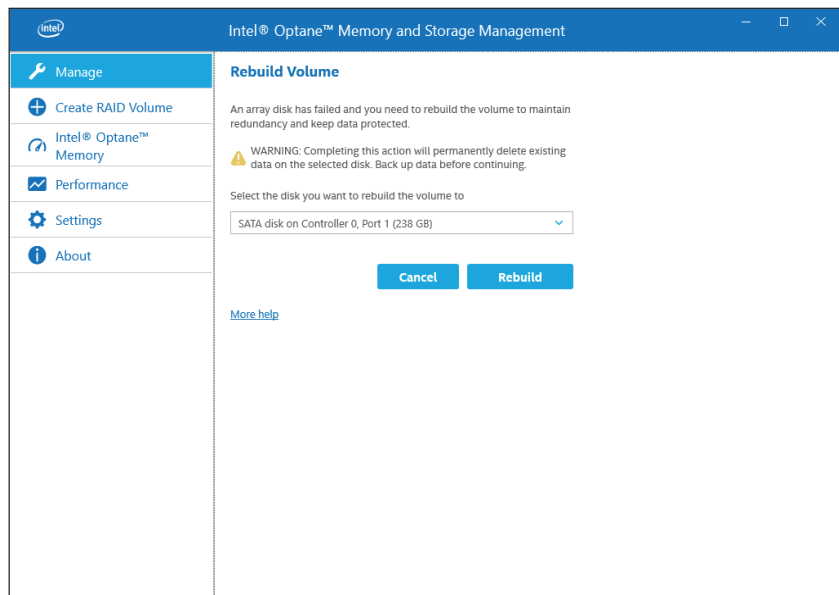 intel
Intel® Optane™ Memory and Storage Management
Manage
Create RAID Volume
Intel® Optane™
Memory
Performance
Settings
About
Rebuild Volume
An array disk has failed and you need to rebuild the volume to maintain
redundancy and keep data protected.
WARNING: Completing this action will permanently delete existing
data on the selected disk. Back up data before continuing.
Select the disk you want to rebuild the volume to
SATA disk on Controller 0, Port 1 (238 GB)
Cancel
Rebuild
More help